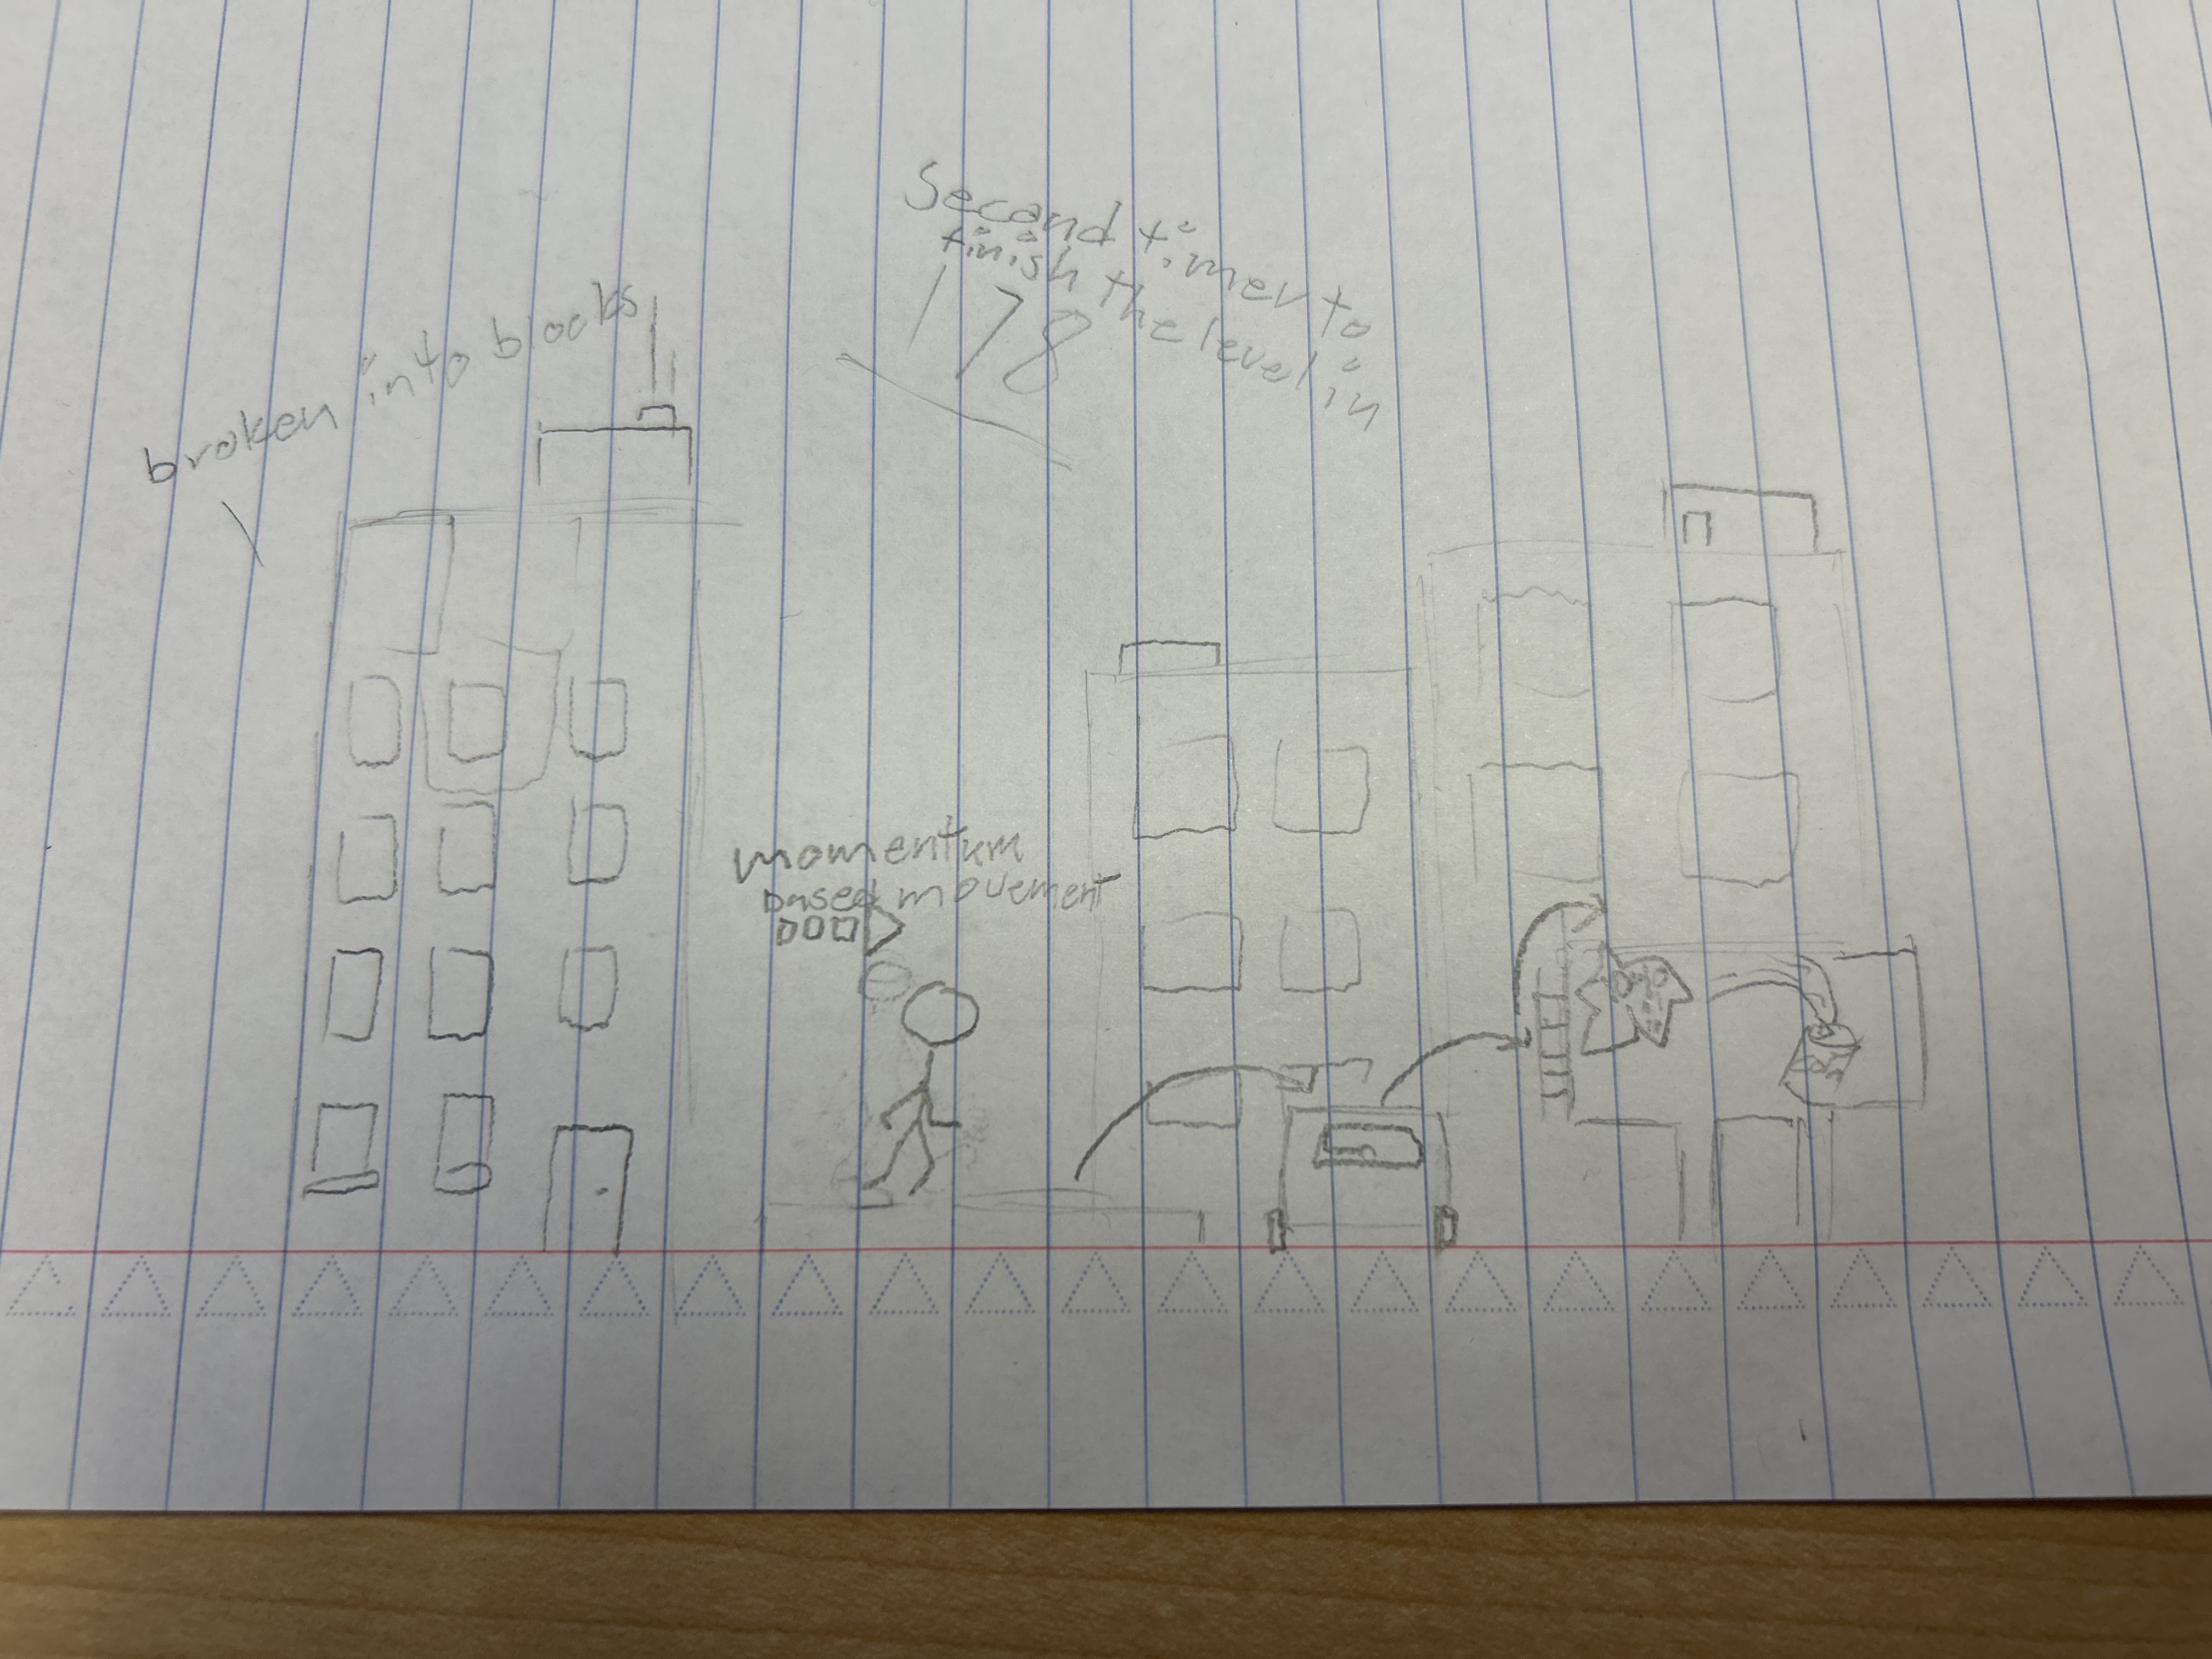 Second timer to
finish the level in
178
broken into blocks
momentum
based movement